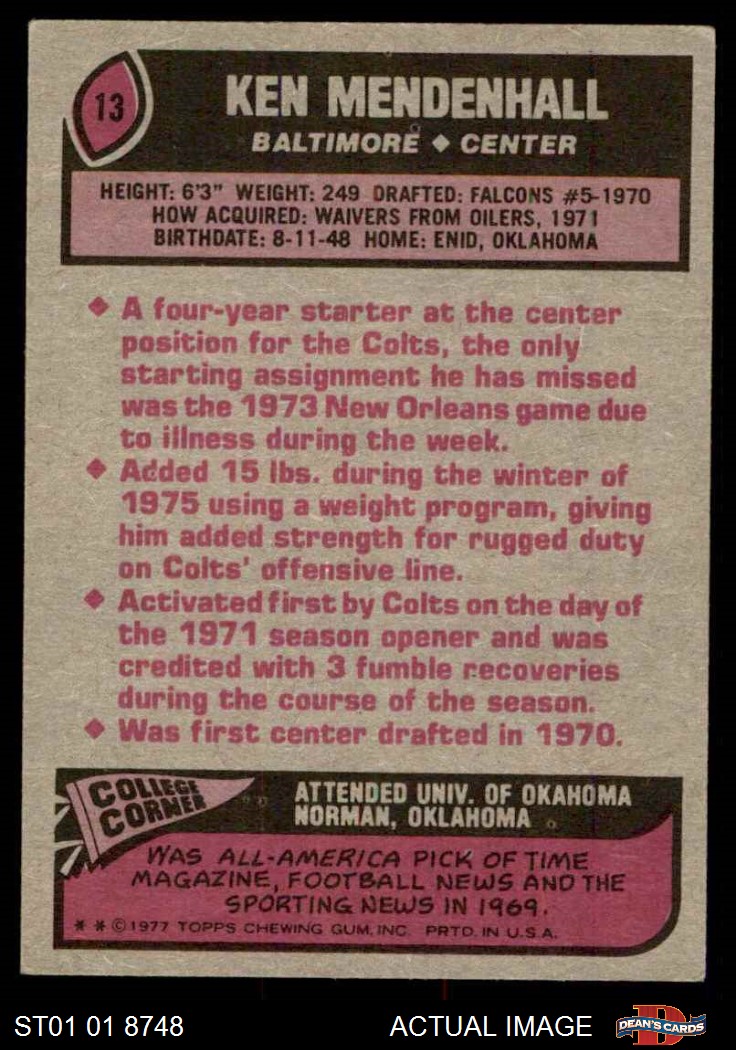 13
KEN MENDENHALL
BALTIMORE ◆ CENTER
HEIGHT: 6'3" WEIGHT: 249 DRAFTED: FALCONS #5-1970
HOW ACQUIRED: WAIVERS FROM OILERS, 1971
BIRTHDATE: 8-11-48 HOME: ENID, OKLAHOMA
◆ A four-year starter at the center
position for the Colts, the only
starting assignment he has missed
was the 1973 New Orleans game due
to illness during the week.
◆ Added 15 lbs. during the winter of
1975 using a weight program, giving
him added strength for rugged duty
on Colts' offensive line.
◆ Activated first by Colts on the day of
the 1971 season opener and was
credited with 3 fumble recoveries
during the course of the season.
◆ Was first center drafted in 1970.
COLLEGE
CORNER
ATTENDED UNIV. OF OKAHOMA
NORMAN, OKLAHOMA
WAS ALL-AMERICA PICK OF TIME
MAGAZINE, FOOTBALL NEWS AND THE
SPORTING NEWS IN 1969.
* * © 1977 TOPPS CHEWING GUM, INC. PRTD. IN U.S.A.
ST01 01 8748
ACTUAL IMAGE
D
DEAN'S CARDS